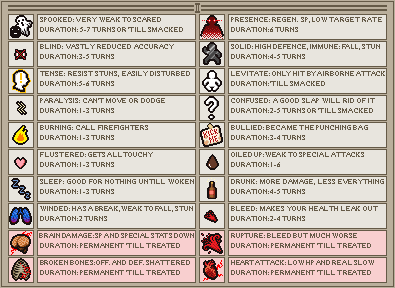 II
SPOOKED: VERY WEAK TO SCARED
DURATION: 5-7 TURNS OR 'TILL SMACKED
BLIND: VASTLY REDUCED ACCURACY
DURATION: 3-5 TURNS
TENSE: RESIST STUNS, EASILY DISTURBED
DURATION: 5-6 TURNS
PARALYSIS: CAN'T MOVE OR DODGE
DURATION: 1-3 TURNS
BURNING: CALL FIREFIGHTERS
DURATION: 1-3 TURNS
FLUSTERED: GETS ALL TOUCHY
DURATION: 1-3 TURNS
SLEEP: GOOD FOR NOTHING UNTILL WOKEN
DURATION: 1-3 TURNS
WINDED: HAS A BREAK, WEAK TO FALL, STUN
DURATION: 2 TURNS
BRAIN DAMAGE: SP AND SPECIAL STATS DOWN
DURATION: PERMANENT 'TILL TREATED
BROKEN BONES: OFF. AND DEF. SHATTERED
DURATION: PERMANENT 'TILL TREATED
PRESENCE: REGEN. SP, LOW TARGET RATE
DURATION: 6 TURNS
SOLID: HIGH DEFENCE, IMMUNE: FALL, STUN
DURATION: 3-4 TURNS
LEVITATE: ONLY HIT BY AIRBORNE ATTACK
DURATION: 'TILL SMACKED
CONFUSED: A GOOD SLAP WILL RID OF IT
DURATION: 2-5 TURNS OR 'TILL SMACKED
KICK ME
BULLIED: BECAME THE PUNCHING BAG
DURATION: 3-4 TURNS
OILED UP: WEAK TO SPECIAL ATTACKS
DURATION: 1-6
DRUNK: MORE DAMAGE, LESS EVERYTHING
DURATION: 4-5 TURNS
BLEED: MAKES YOUR HEALTH LEAK OUT
DURATION: 2-4 TURNS
RUPTURE: BLEED BUT MUCH WORSE
DURATION: PERMANENT 'TILL TREATED
HEART ATTACK: LOW HP AND REAL SLOW
DURATION: PERMANENT 'TILL TREATED